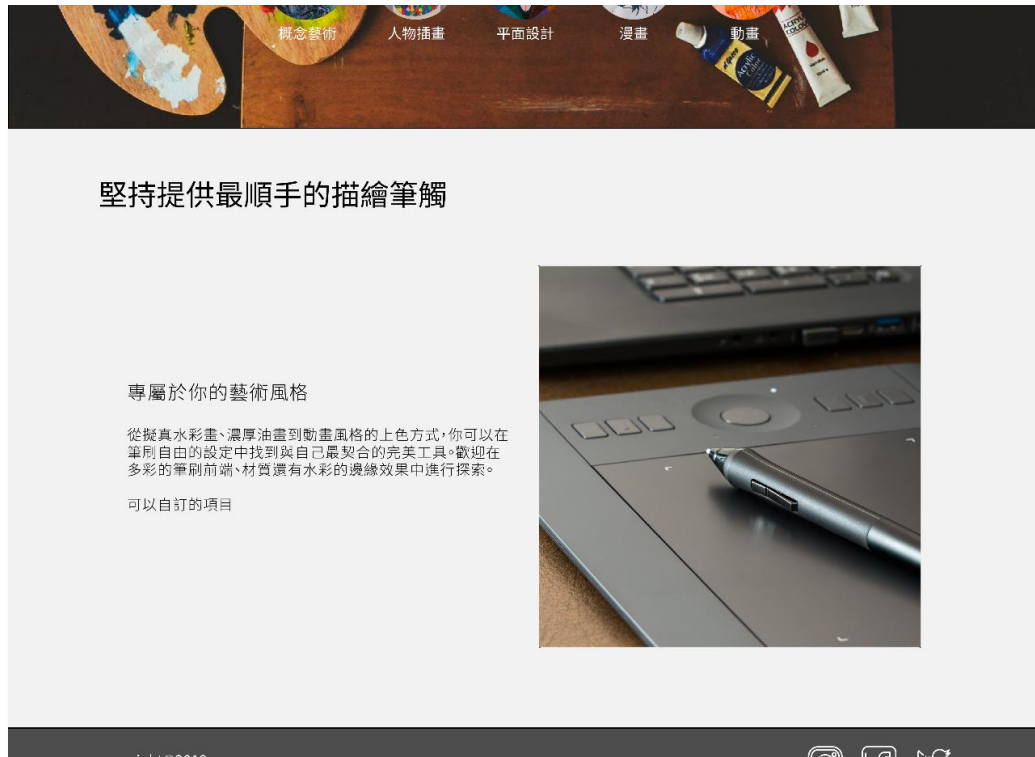 概念藝術
人物插畫
平面設計
漫畫
動畫
Acrylic
Color
堅持提供最順手的描繪筆觸
專屬於你的藝術風格
從擬真水彩畫、濃厚油畫到動畫風格的上色方式，你可以在
筆刷自由的設定中找到與自己最契合的完美工具。歡迎在
多彩的筆刷前端、材質還有水彩的邊緣效果中進行探索。
可以自訂的項目